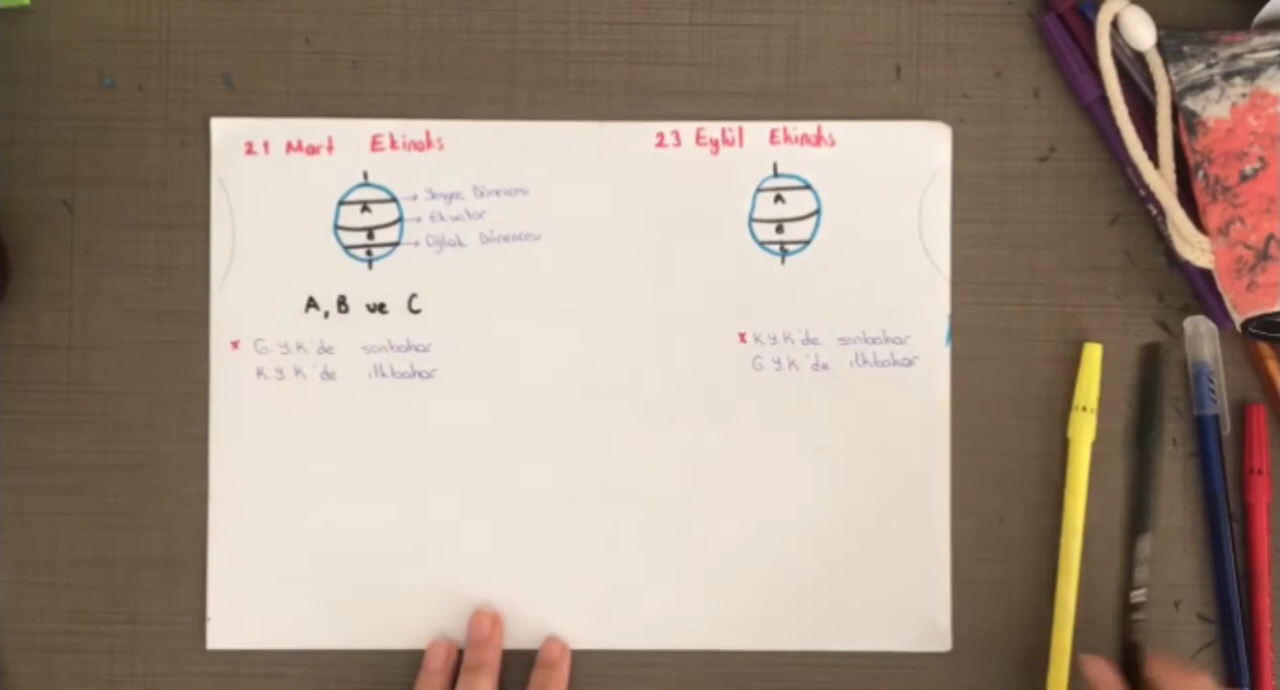 21 Mart Ekinoks
A
B
C
Yengeç Dönencesi
Ekvator
Oğlak Dönencesi
A, B ve C
* G.Y.K'de sonbahar
K.Y.K'de ilkbahar
23 Eylül Ekinoks
A
B
C
* K.Y.K'de sonbahar
G.Y.K'de ilkbahar